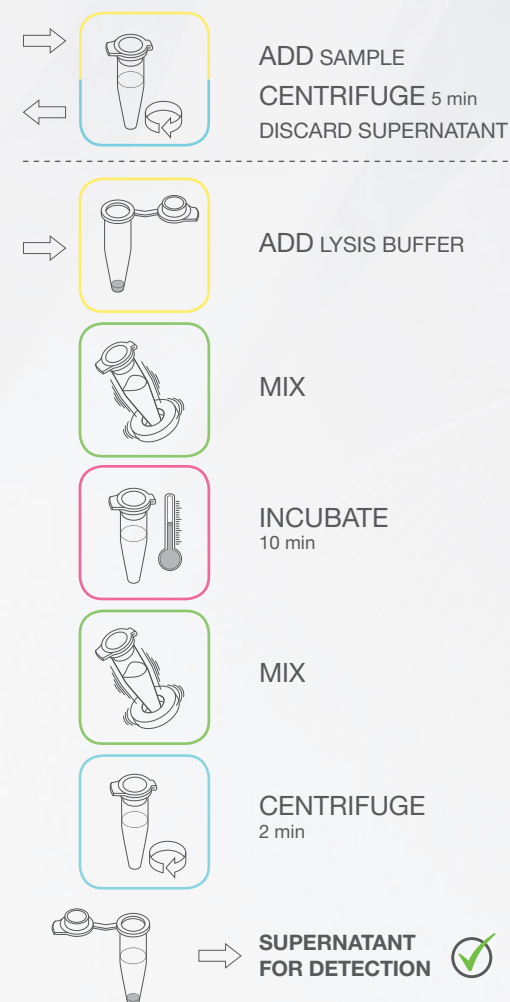 ADD SAMPLE
CENTRIFUGE 5 min
DISCARD SUPERNATANT
ADD LYSIS BUFFER
MIX
INCUBATE
10 min
MIX
CENTRIFUGE
2 min
SUPERNATANT
FOR DETECTION